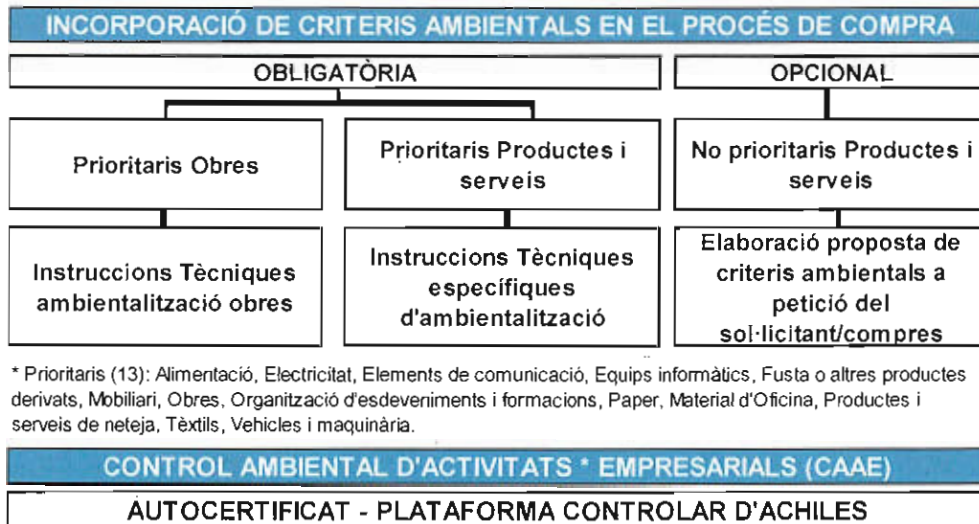 INCORPORACIÓ DE CRITERIS AMBIENTALS EN EL PROCÉS DE COMPRA
OBLIGATÒRIA
OPCIONAL
Prioritaris Obres
Prioritaris Productes i
serveis
No prioritaris Productes i
serveis
Instruccions Tècniques
ambientalització obres
Instruccions Tècniques
específiques
d'ambientalització
Elaboració proposta de
criteris ambientals a
petició del
sol·licitant/compres
* Prioritaris (13): Alimentació, Electricitat, Elements de comunicació, Equips informàtics, Fusta o altres productes
derivats, Mobiliari, Obres, Organització d'esdeveniments i formacions, Paper, Material d'Oficina, Productes i
serveis de neteja, Tèxtils, Vehicles i maquinària.
CONTROL AMBIENTAL D'ACTIVITATS * EMPRESARIALS (CAAE)
AUTOCERTIFICAT - PLATAFORMA CONTROLAR D'ACHILES